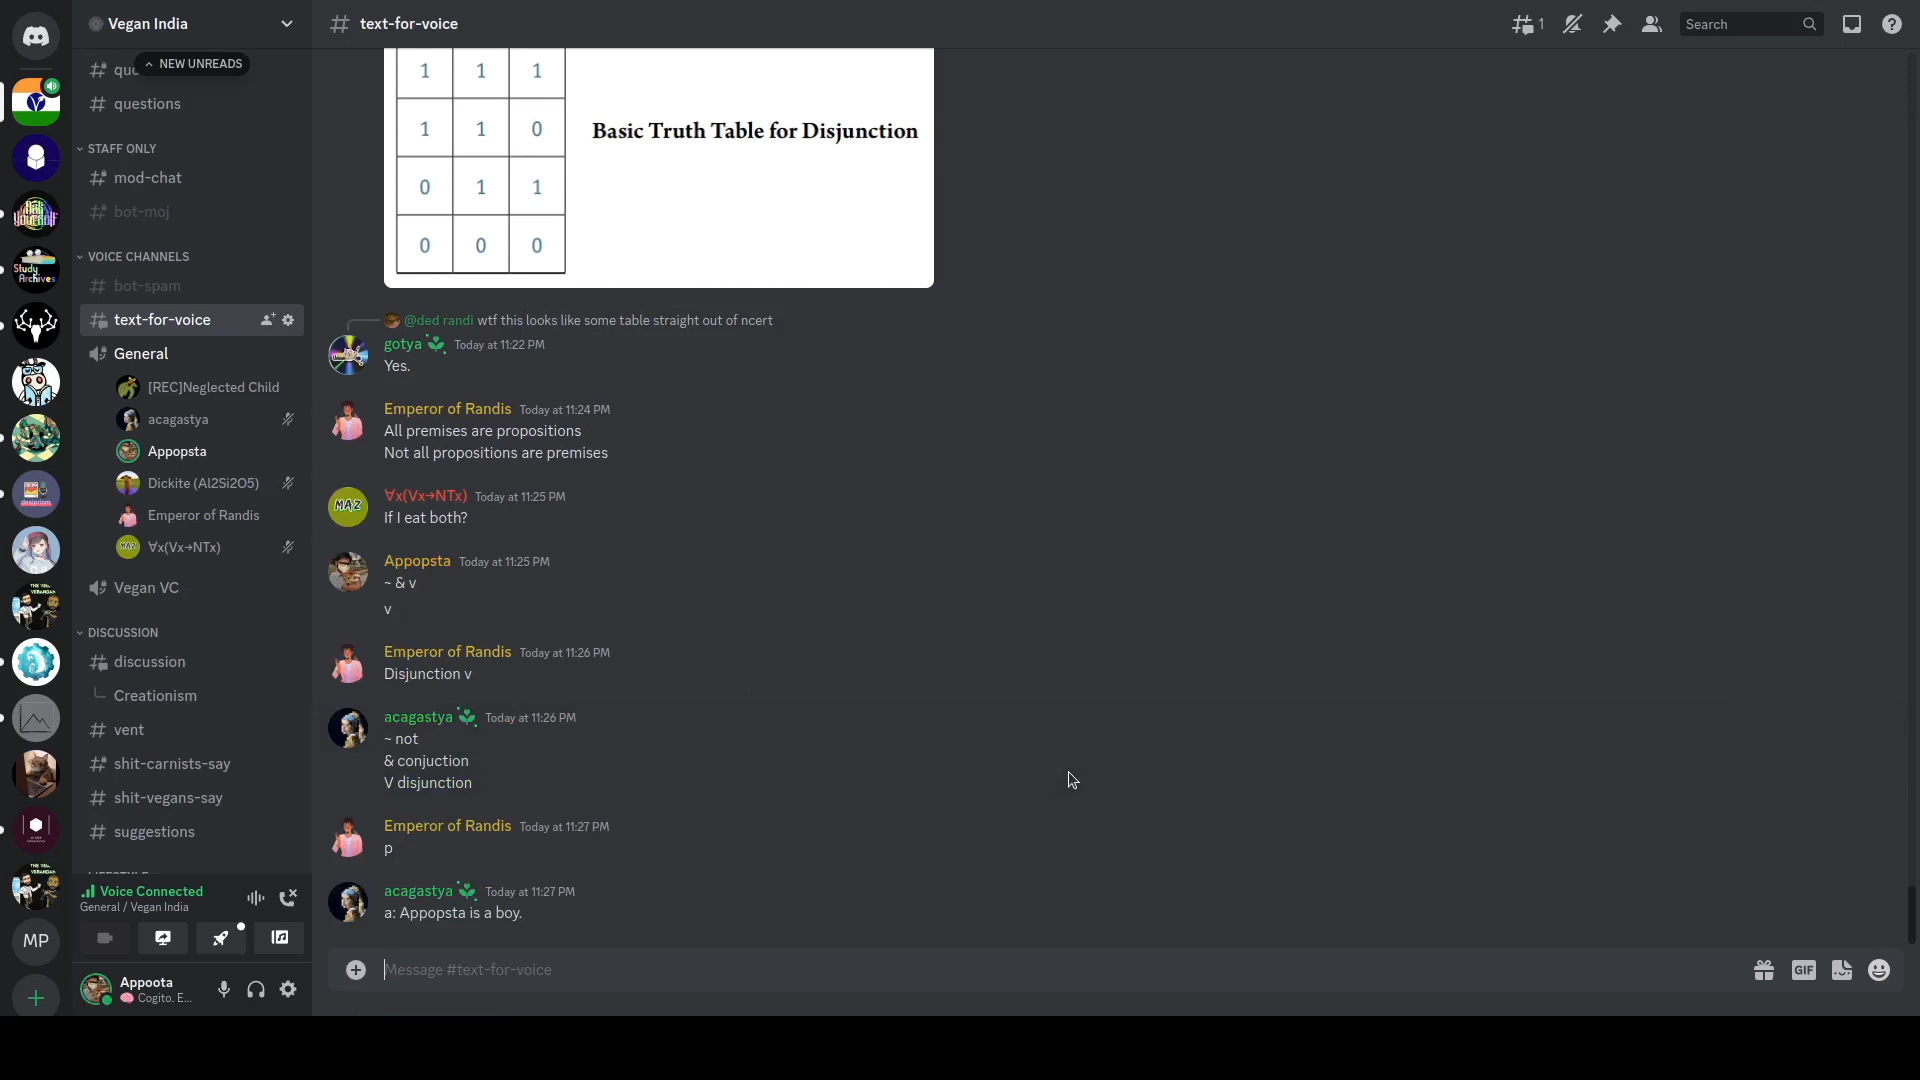 Vegan India
NEW UNREADS
quo
# questions
STAFF ONLY
mod-chat
bot-moj
VOICE CHANNELS
# bot-spam
text-for-voice
General
[REC]Neglected Child
acagastya
Appopsta
Dickite (Al2Si2O5)
Emperor of Randis
∀x(Vx→NTx)
Vegan VC
DISCUSSION
discussion
Creationism
# vent
shit-carnists-say
# shit-vegans-say
# suggestions
Voice Connected
General / Vegan India
Appoota
Cogito. E...
MP
# text-for-voice
1
Search
1 1 1
1 1 0
0 1 1
0 0 0
Basic Truth Table for Disjunction
@ded randi wtf this looks like some table straight out of ncert
gotya Today at 11:22 PM
Yes.
Emperor of Randis Today at 11:24 PM
All premises are propositions
Not all propositions are premises
∀x(Vx→NTx) Today at 11:25 PM
If I eat both?
Appopsta Today at 11:25 PM
~ & v
v
Emperor of Randis Today at 11:26 PM
Disjunction v
acagastya Today at 11:26 PM
~ not
& conjuction
V disjunction
Emperor of Randis Today at 11:27 PM
p
acagastya Today at 11:27 PM
a: Appopsta is a boy.
Message #text-for-voice
GIF
MAZ
Study
Archives